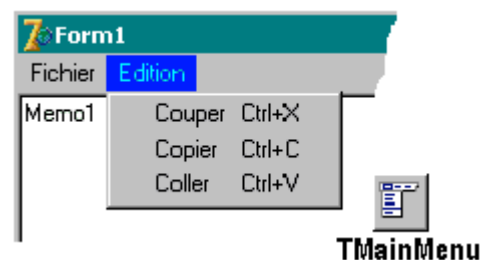 Form1
Fichier Edition
Memo1
Couper Ctrl+X
Copier Ctrl+C
Coller Ctrl+V
TMainMenu